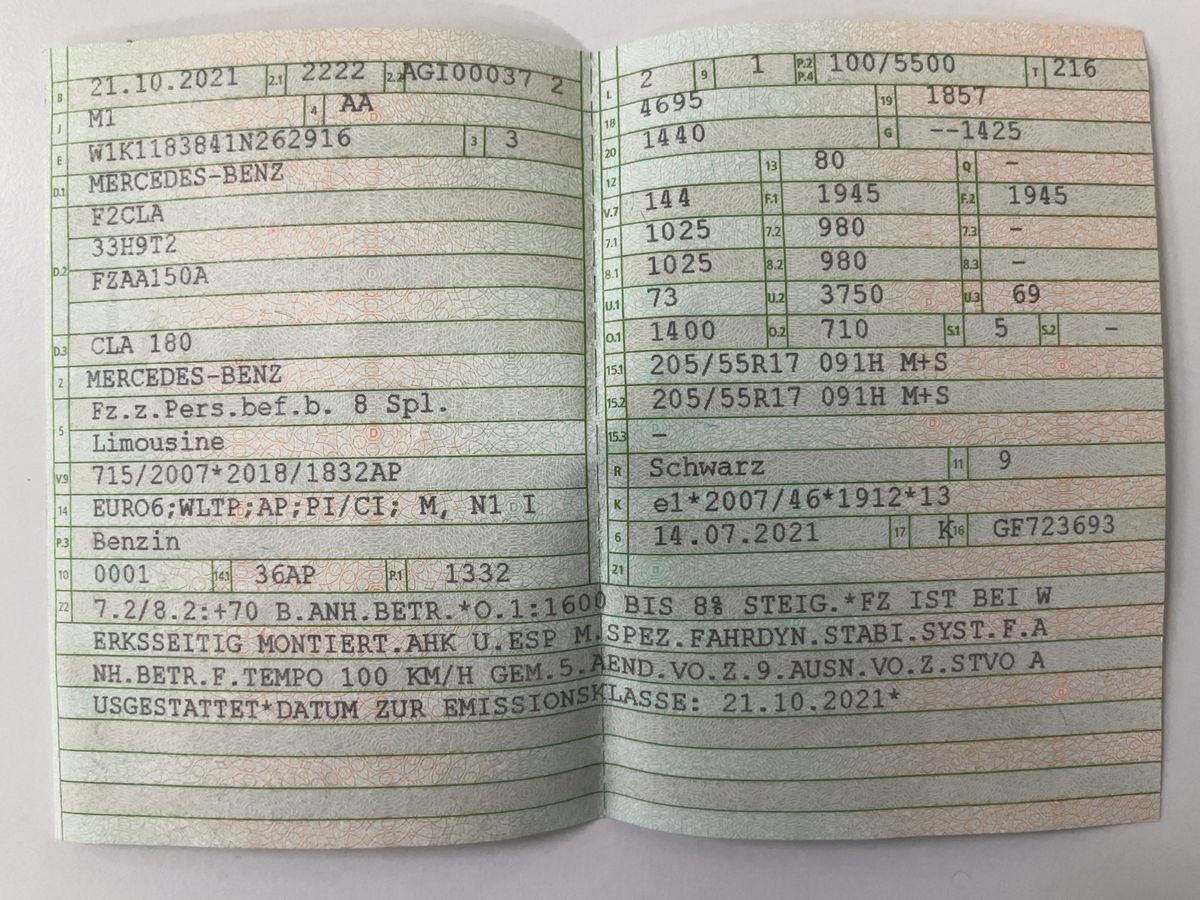 B 21.10.2021 2.1 2222 2.2 AGI00037 2
J M1 4 AA
E W1K1183841N262916 3 3
D.1 MERCEDES-BENZ
F2CLA
33H9T2
D.2 FZAA150A
D.3 CLA 180
2 MERCEDES-BENZ
Fz.z.Pers.bef.b. 8 Spl.
5 Limousine
V.9 715/2007*2018/1832AP
14 EURO6;WLTP;AP;PI/CI; M, N1 I
P.3 Benzin
10 0001 14.1 36AP P.1 1332
L 2 9 1 P.2 P.4 100/5500 T 216
18 4695 19 1857
20 1440 G --1425
12 13 80 Q -
V.7 144 F.1 1945 F.2 1945
7.1 1025 7.2 980 7.3 -
8.1 1025 8.2 980 8.3 -
U.1 73 U.2 3750 U.3 69
O.1 1400 O.2 710 S.1 5 S.2 -
15.1 205/55R17 091H M+S
15.2 205/55R17 091H M+S
15.3 -
R Schwarz 11 9
K e1*2007/46*1912*13
6 14.07.2021 17 K 16 GF723693
21
22 7.2/8.2:+70 B.ANH.BETR.*O.1:1600 BIS 8% STEIG.*FZ IST BEI W
ERKSSEITIG MONTIERT.AHK U.ESP M.SPEZ.FAHRDYN.STABI.SYST.F.A
NH.BETR.F.TEMPO 100 KM/H GEM.5.AEND.VO.Z.9.AUSN.VO.Z.STVO A
USGESTATTET*DATUM ZUR EMISSIONSKLASSE: 21.10.2021*